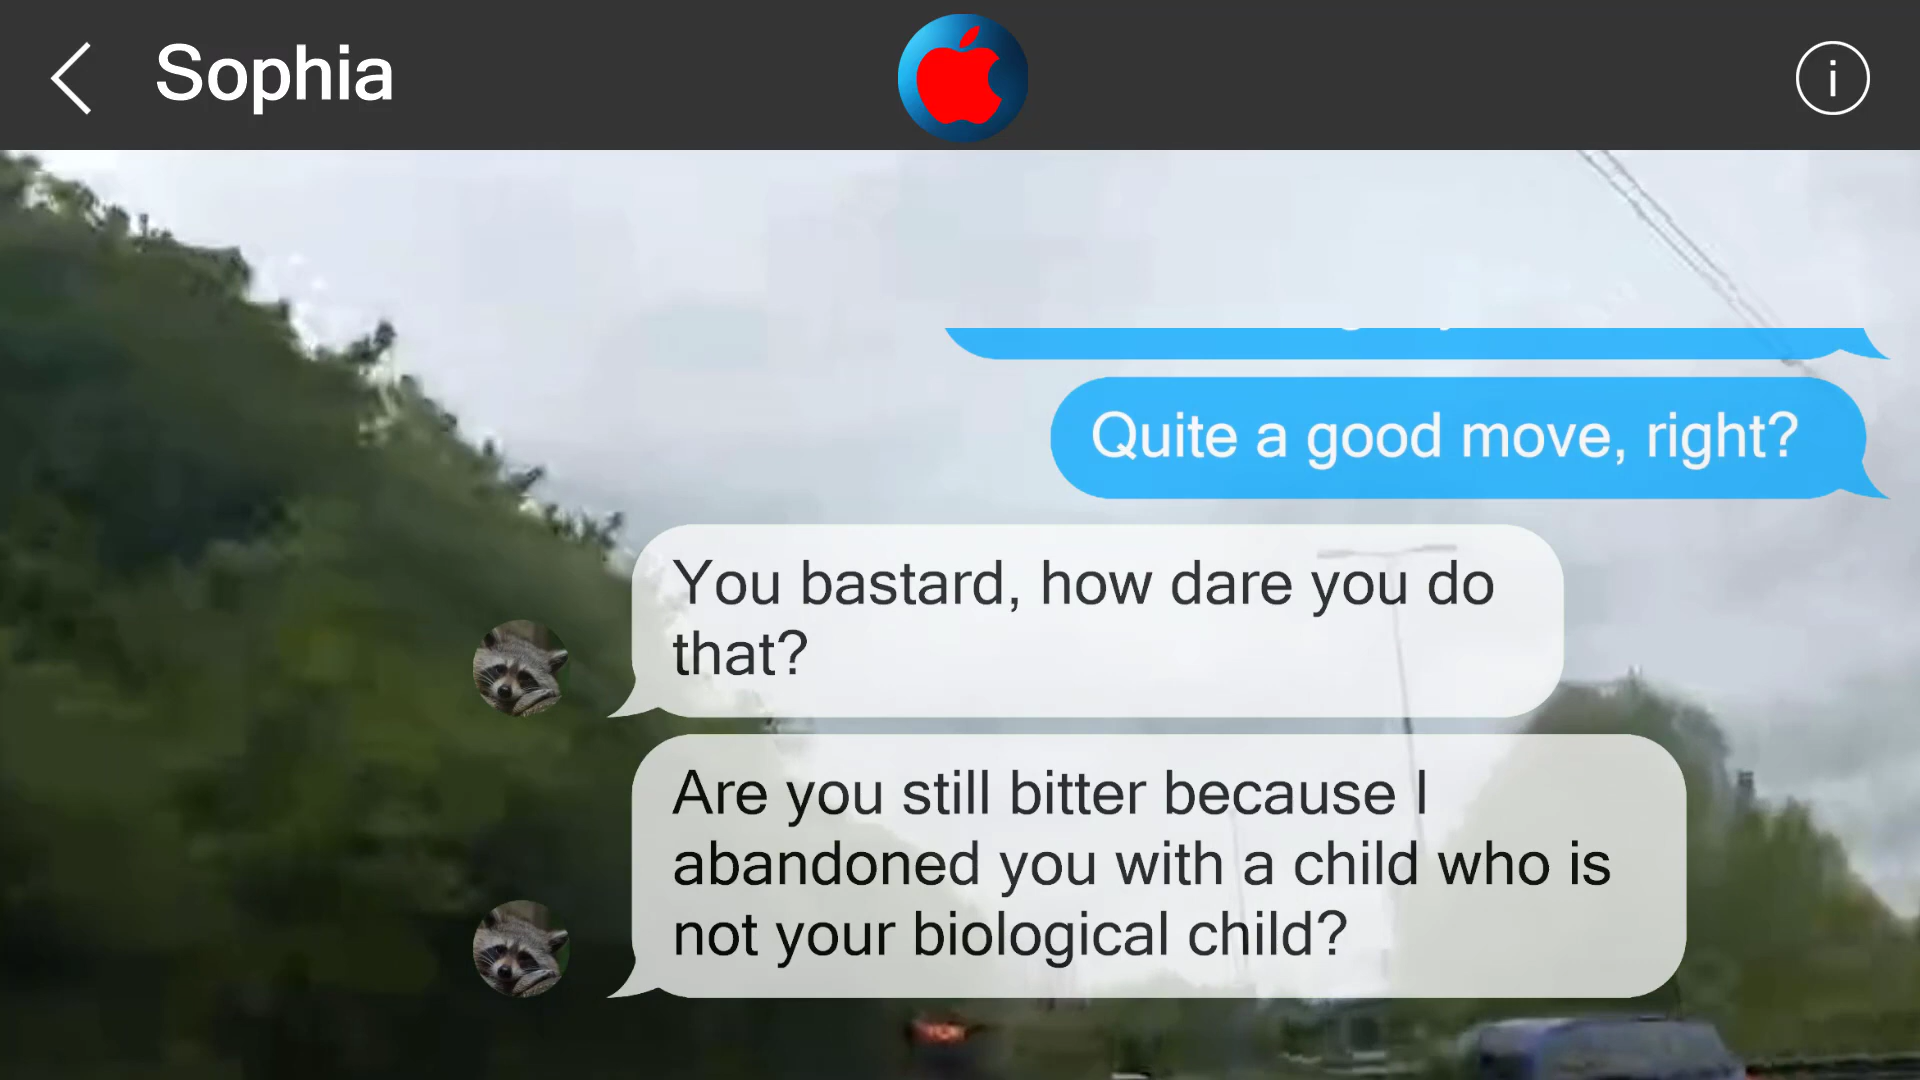 Sophia
i
Quite a good move, right?
You bastard, how dare you do
that?
Are you still bitter because I
abandoned you with a child who is
not your biological child?